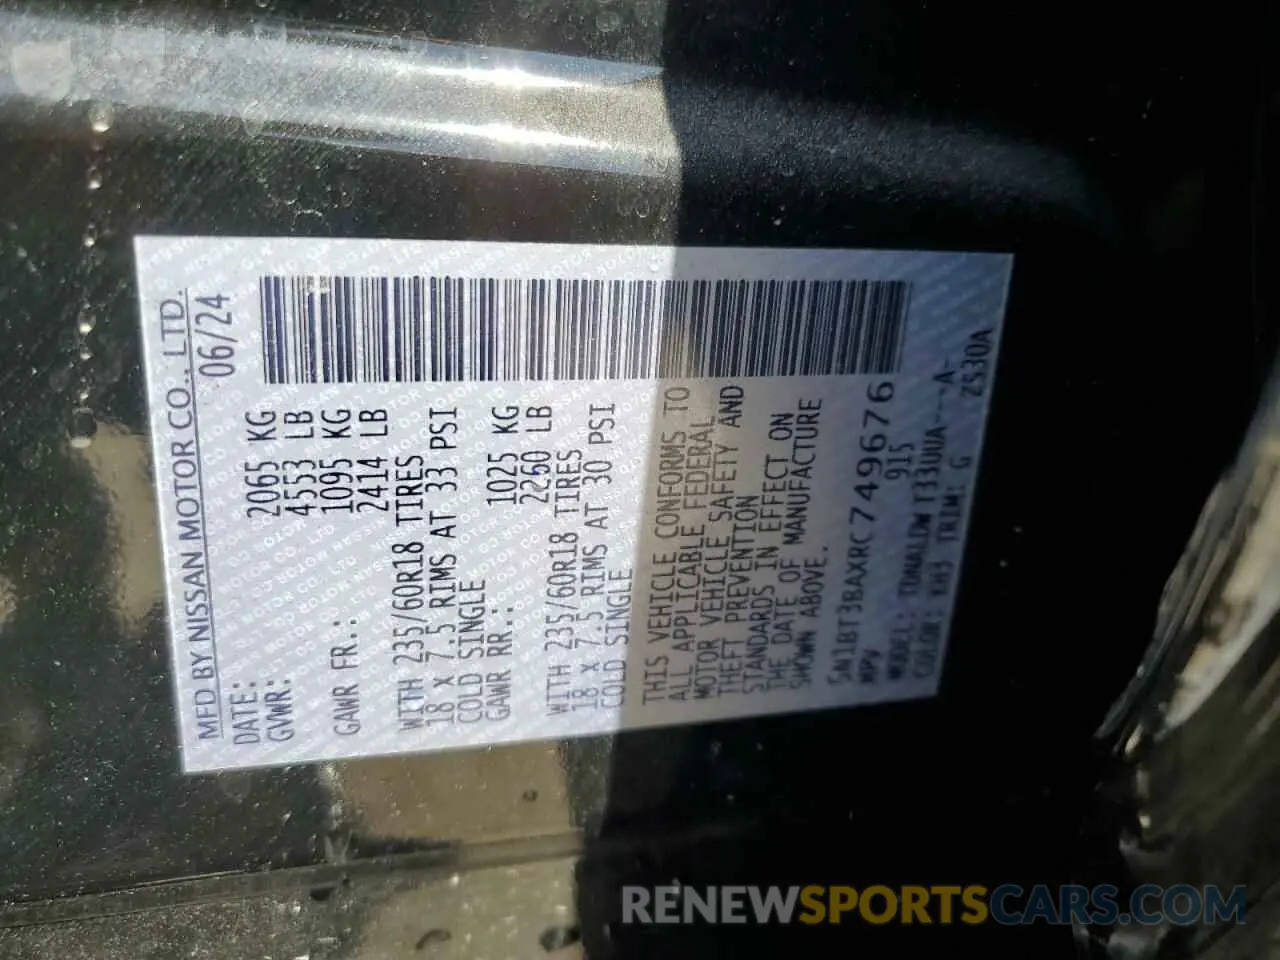 MFD BY NISSAN MOTOR CO., LTD.
DATE: 06/24
GVWR: 2065 KG
4553 LB
GAWR FR.: 1095 KG
2414 LB
WITH 235/60R18 TIRES
18 X 7.5 RIMS AT 33 PSI
COLD SINGLE
GAWR RR.: 1025 KG
2260 LB
WITH 235/60R18 TIRES
18 X 7.5 RIMS AT 30 PSI
COLD SINGLE
THIS VEHICLE CONFORMS TO
ALL APPLICABLE FEDERAL
MOTOR VEHICLE SAFETY AND
THEFT PREVENTION
STANDARDS IN EFFECT ON
THE DATE OF MANUFACTURE
SHOWN ABOVE.
5N1BT3BAXRC749676
MPV 915
MODEL: TDNALDW T33UUA---A-
COLOR: KH3 TRIM: G ZS30A
RENEWSPORTSCARS.COM